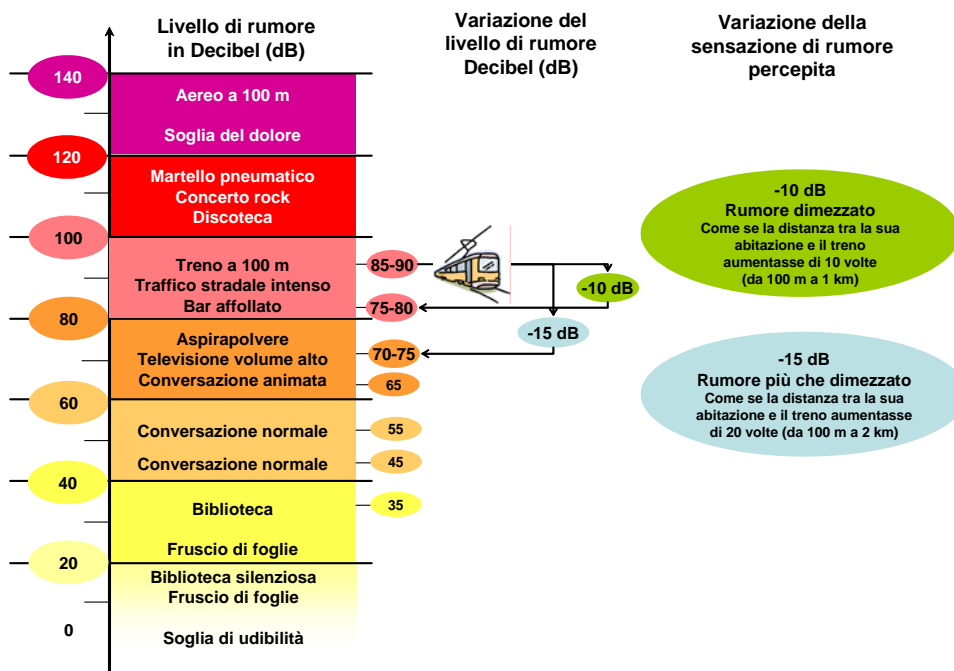 Livello di rumore
in Decibel (dB)
Variazione del
livello di rumore
Decibel (dB)
Variazione della
sensazione di rumore
percepita
140
Aereo a 100 m
Soglia del dolore
120
Martello pneumatico
Concerto rock
Discoteca
100
Treno a 100 m
Traffico stradale intenso
Bar affollato
85-90
75-80
-10 dB
-15 dB
80
Aspirapolvere
Televisione volume alto
Conversazione animata
70-75
65
60
Conversazione normale
55
Conversazione normale
45
40
Biblioteca
35
Fruscio di foglie
20
Biblioteca silenziosa
Fruscio di foglie
0
Soglia di udibilità
-10 dB
Rumore dimezzato
Come se la distanza tra la sua
abitazione e il treno
aumentasse di 10 volte
(da 100 m a 1 km)
-15 dB
Rumore più che dimezzato
Come se la distanza tra la sua
abitazione e il treno aumentasse
di 20 volte (da 100 m a 2 km)